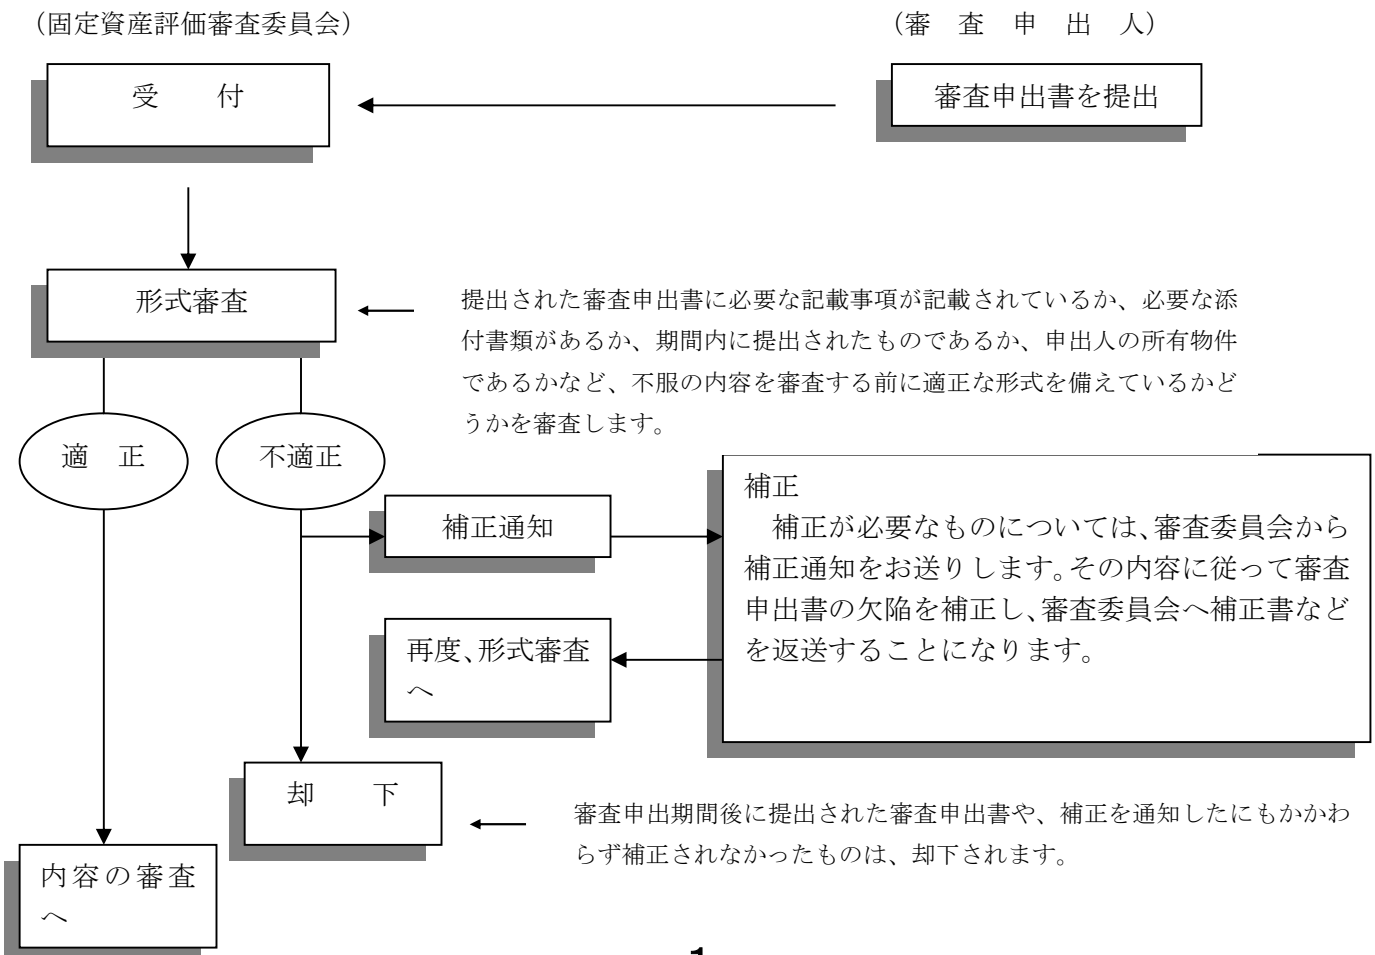 （固定資産評価審査委員会）
（審　査　申　出　人）
受　　付
審査申出書を提出
形式審査
提出された審査申出書に必要な記載事項が記載されているか、必要な添
付書類があるか、期間内に提出されたものであるか、申出人の所有物件
であるかなど、不服の内容を審査する前に適正な形式を備えているかど
うかを審査します。
適　正
不適正
補正通知
補正
　補正が必要なものについては、審査委員会から
補正通知をお送りします。その内容に従って審査
申出書の欠陥を補正し、審査委員会へ補正書など
を返送することになります。
再度、形式審査
へ
却　　下
審査申出期間後に提出された審査申出書や、補正を通知したにもかかわ
らず補正されなかったものは、却下されます。
内容の審査
へ
1